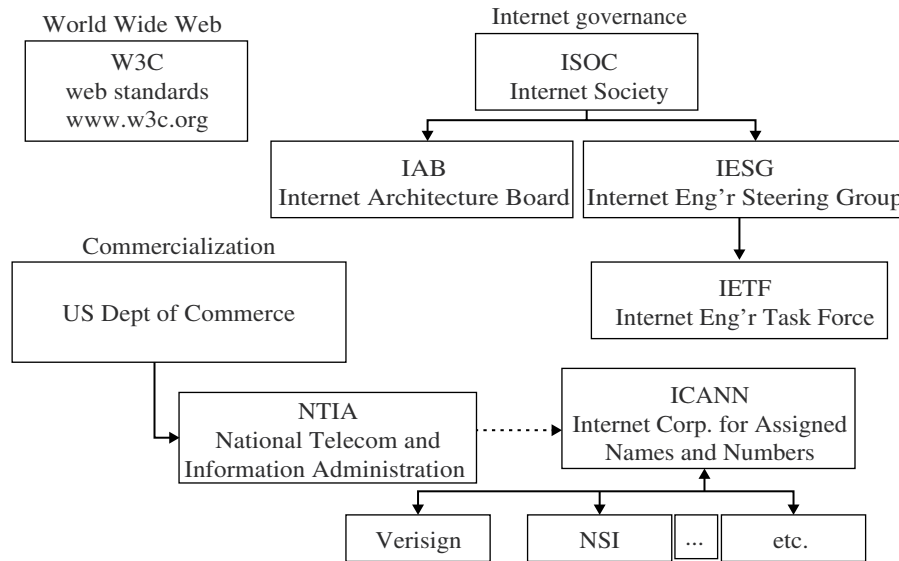 World Wide Web
W3C
web standards
www.w3c.org
Internet governance
ISOC
Internet Society
IAB
Internet Architecture Board
IESG
Internet Eng'r Steering Group
IETF
Internet Eng'r Task Force
Commercialization
US Dept of Commerce
NTIA
National Telecom and
Information Administration
ICANN
Internet Corp. for Assigned
Names and Numbers
Verisign
NSI
...
etc.